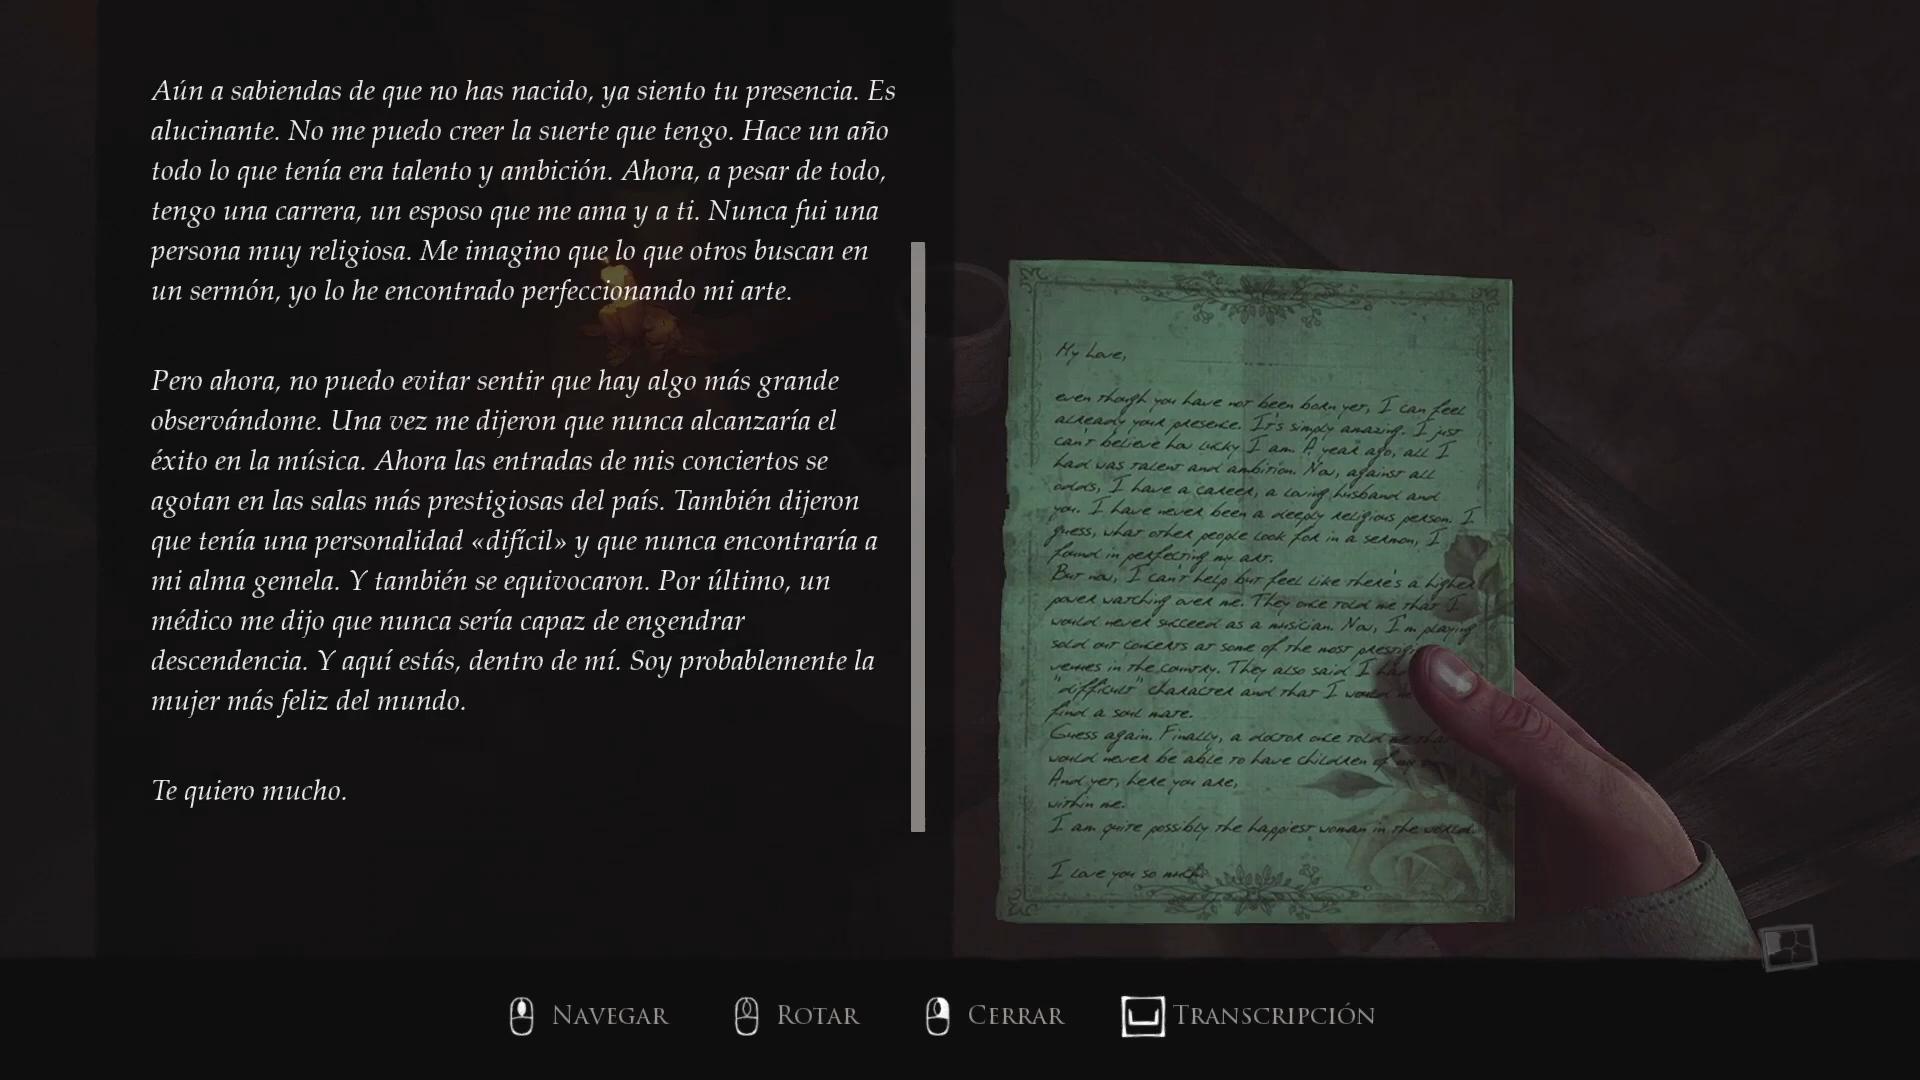 Aún a sabiendas de que no has nacido, ya siento tu presencia. Es
alucinante. No me puedo creer la suerte que tengo. Hace un año
todo lo que tenía era talento y ambición. Ahora, a pesar de todo,
tengo una carrera, un esposo que me ama y a ti. Nunca fui una
persona muy religiosa. Me imagino que lo que otros buscan en
un sermón, yo lo he encontrado perfeccionando mi arte.
Pero ahora, no puedo evitar sentir que hay algo más grande
observándome. Una vez me dijeron que nunca alcanzaría el
éxito en la música. Ahora las entradas de mis conciertos se
agotan en las salas más prestigiosas del país. También dijeron
que tenía una personalidad «difícil» y que nunca encontraría a
mi alma gemela. Y también se equivocaron. Por último, un
médico me dijo que nunca sería capaz de engendrar
descendencia. Y aquí estás, dentro de mí. Soy probablemente la
mujer más feliz del mundo.
Te quiero mucho.
My Love,
even though you have not been born yet, I can feel
already your presence. It's simply amazing. I just
can't believe how lucky I am. A year ago, all I
had was talent and ambition. Now, against all
odds, I have a career, a loving husband and
you. I have never been a deeply religious person. I
guess, what other people look for in a sermon, I
found in perfecting my art.
But now, I can't help but feel like there's a higher
power watching over me. They once told me that I
would never succeed as a musician. Now, I'm playing
sold out concerts at some of the most
venues in the country. They also said I
"difficult" character and that I would
find a soul mate.
Guess again. Finally, a doctor once told me that
would never be able to have children of
And yet, here you are,
within me.
I am quite possibly the happiest woman in the world.
I love you so much.
Navegar
Rotar
Cerrar
Transcripción